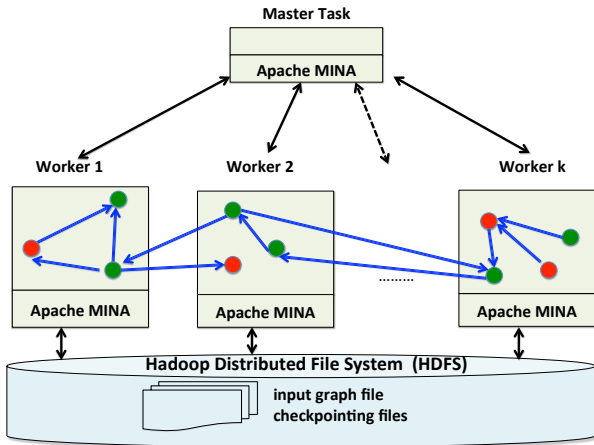 Master Task
Apache MINA
Worker 1
Worker 2
Worker k
.........
Apache MINA
Apache MINA
Apache MINA
Hadoop Distributed File System (HDFS)
input graph file
checkpointing files